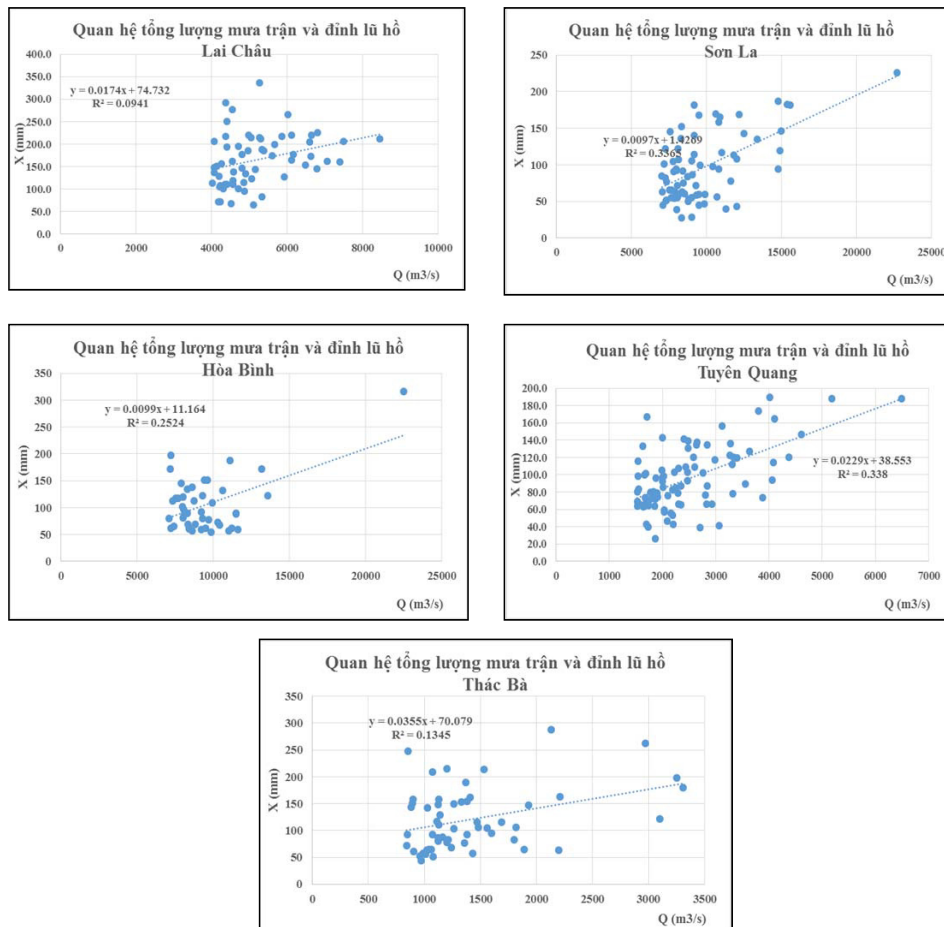 Quan hệ tổng lượng mưa trận và đỉnh lũ hồ
Lai Châu
400.0
350.0
300.0
250.0
200.0
150.0
100.0
50.0
0.0
X (mm)
y = 0.0174x + 74.732
R² = 0.0941
0 2000 4000 6000 8000 10000
Q (m3/s)
Quan hệ tổng lượng mưa trận và đỉnh lũ hồ
Sơn La
250
200
150
100
50
0
X (mm)
y = 0.0097x + 1.4269
R² = 0.3365
0 5000 10000 15000 20000 25000
Q (m3/s)
Quan hệ tổng lượng mưa trận và đỉnh lũ hồ
Hòa Bình
350
300
250
200
150
100
50
0
X (mm)
y = 0.0099x + 11.164
R² = 0.2524
0 5000 10000 15000 20000 25000
Q (m3/s)
Quan hệ tổng lượng mưa trận và đỉnh lũ hồ
Tuyên Quang
200.0
180.0
160.0
140.0
120.0
100.0
80.0
60.0
40.0
20.0
0.0
X (mm)
y = 0.0229x + 38.553
R² = 0.338
0 1000 2000 3000 4000 5000 6000 7000
Q (m3/s)
Quan hệ tổng lượng mưa trận và đỉnh lũ hồ
Thác Bà
350
300
250
200
150
100
50
0
X (mm)
y = 0.0355x + 70.079
R² = 0.1345
0 500 1000 1500 2000 2500 3000 3500
Q (m3/s)